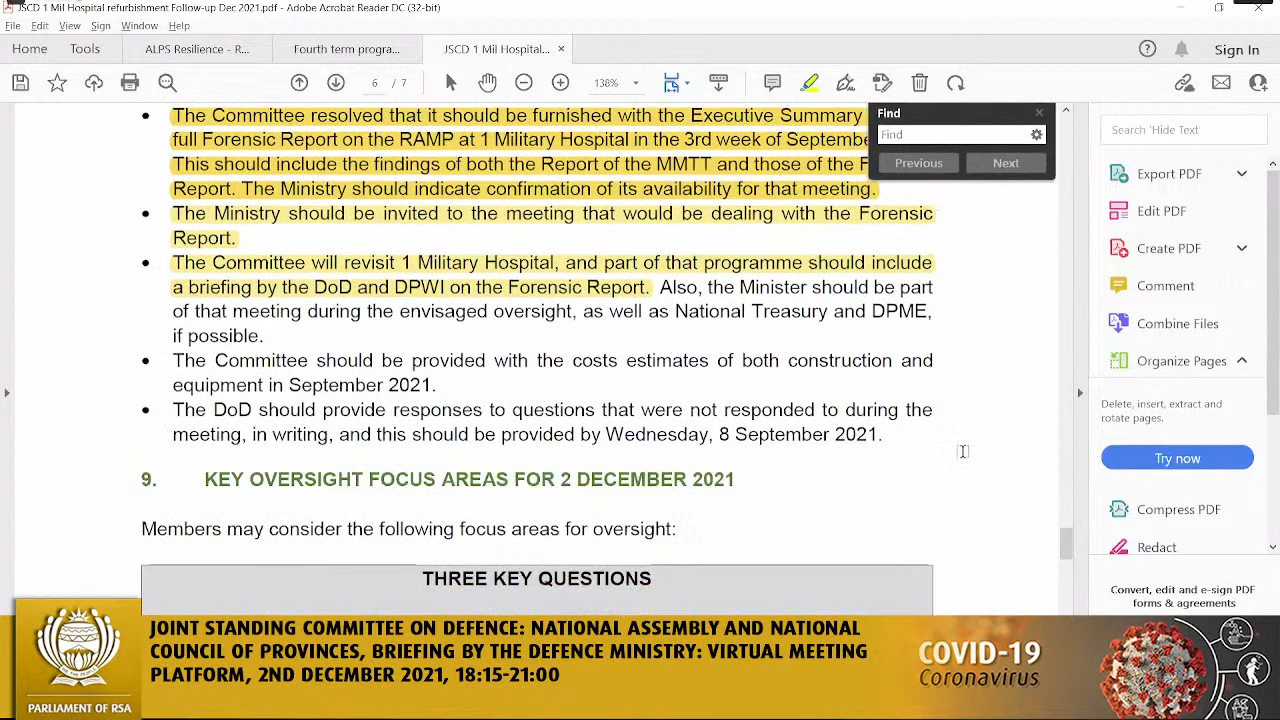 JSCD 1 Mil Hospital refurbishment Follow-up Dec 2021.pdf - Adobe Acrobat Reader DC (32-bit)
File Edit View Sign Window Help
Home Tools ALPS Resilience - R... Fourth term progra... JSCD 1 Mil Hospital... × Sign In
6 / 7 138%
• The Committee resolved that it should be furnished with the Executive Summary
full Forensic Report on the RAMP at 1 Military Hospital in the 3rd week of Septembe
This should include the findings of both the Report of the MMTT and those of the F
Report. The Ministry should indicate confirmation of its availability for that meeting.
• The Ministry should be invited to the meeting that would be dealing with the Forensic
Report.
• The Committee will revisit 1 Military Hospital, and part of that programme should include
a briefing by the DoD and DPWI on the Forensic Report. Also, the Minister should be part
of that meeting during the envisaged oversight, as well as National Treasury and DPME,
if possible.
• The Committee should be provided with the costs estimates of both construction and
equipment in September 2021.
• The DoD should provide responses to questions that were not responded to during the
meeting, in writing, and this should be provided by Wednesday, 8 September 2021.
9. KEY OVERSIGHT FOCUS AREAS FOR 2 DECEMBER 2021
Members may consider the following focus areas for oversight:
THREE KEY QUESTIONS
Find
Find
Previous Next
Search 'Hide Text'
Export PDF
Edit PDF
Create PDF
Comment
Combine Files
Organize Pages
Delete, insert, extract and
rotate pages.
Try now
Compress PDF
Redact
Convert, edit and e-sign PDF
forms & agreements
PARLIAMENT OF RSA
JOINT STANDING COMMITTEE ON DEFENCE: NATIONAL ASSEMBLY AND NATIONAL
COUNCIL OF PROVINCES, BRIEFING BY THE DEFENCE MINISTRY: VIRTUAL MEETING
PLATFORM, 2ND DECEMBER 2021, 18:15-21:00
COVID-19
Coronavirus